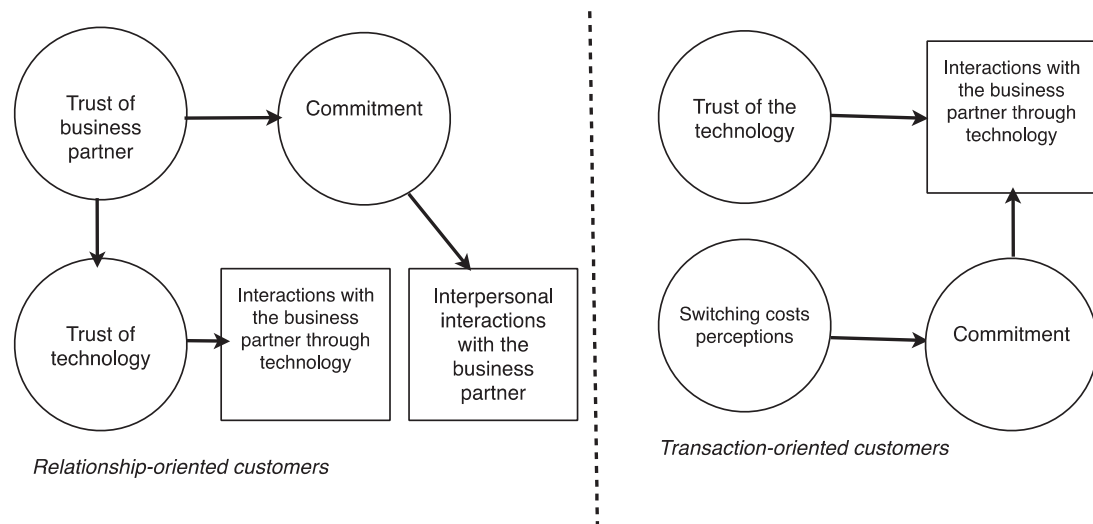 Trust of
business
partner
Commitment
Trust of
technology
Interactions with
the business
partner through
technology
Interpersonal
interactions
with the
business
partner
Relationship-oriented customers
Trust of the
technology
Interactions with
the business
partner through
technology
Switching costs
perceptions
Commitment
Transaction-oriented customers